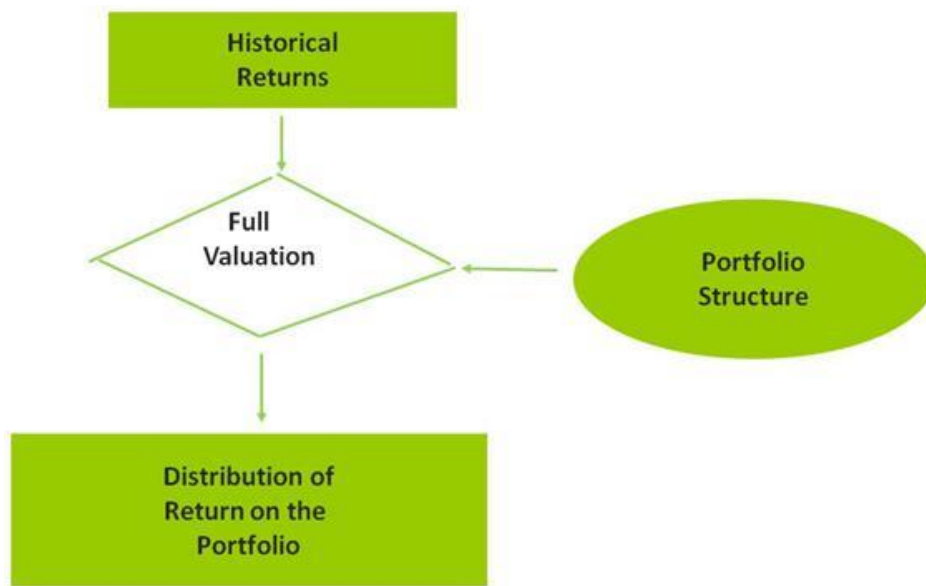 Historical
Returns
Full
Valuation
Portfolio
Structure
Distribution of
Return on the
Portfolio